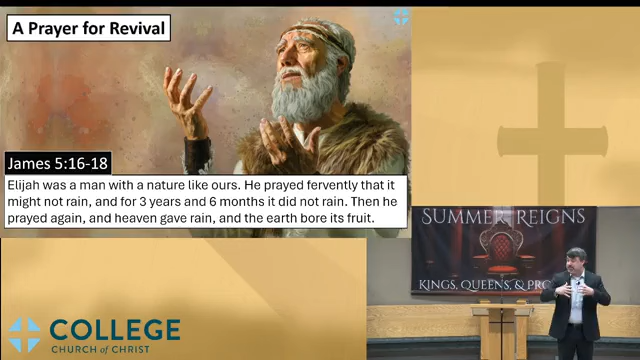 A Prayer for Revival
James 5:16-18
Elijah was a man with a nature like ours. He prayed fervently that it
might not rain, and for 3 years and 6 months it did not rain. Then he
prayed again, and heaven gave rain, and the earth bore its fruit.
SUMMER REIGNS
KINGS, QUEENS, & PRO
COLLEGE
CHURCH of CHRIST